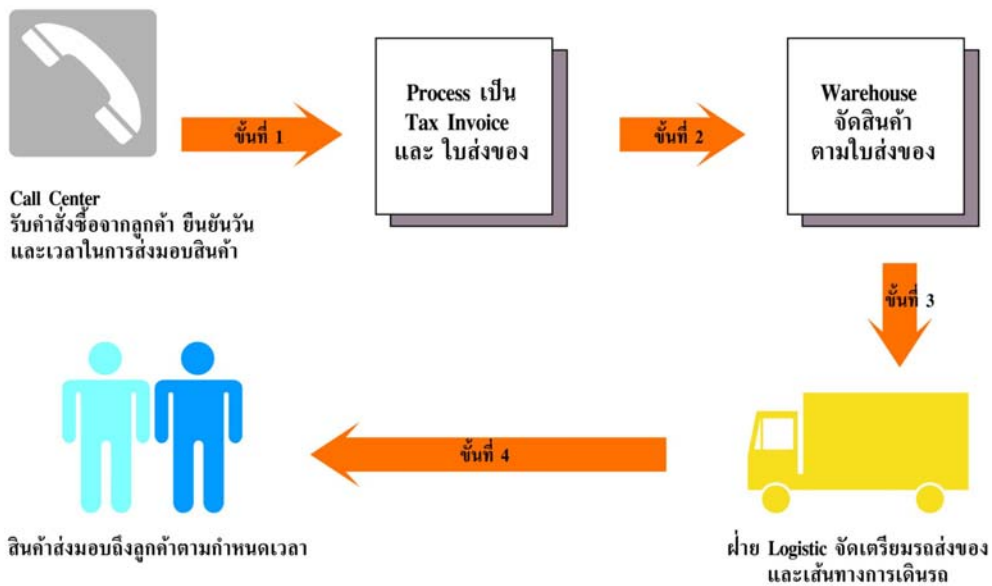 Call Center
รับคำสั่งซื้อจากลูกค้า ยืนยันวัน
และเวลาในการส่งมอบสินค้า
ขั้นที่ 1
Process เป็น
Tax Invoice
และ ใบส่งของ
ขั้นที่ 2
Warehouse
จัดสินค้า
ตามใบส่งของ
ขั้นที่ 3
ฝ่าย Logistic จัดเตรียมรถส่งของ
และเส้นทางการเดินรถ
ขั้นที่ 4
สินค้าส่งมอบถึงลูกค้าตามกำหนดเวลา